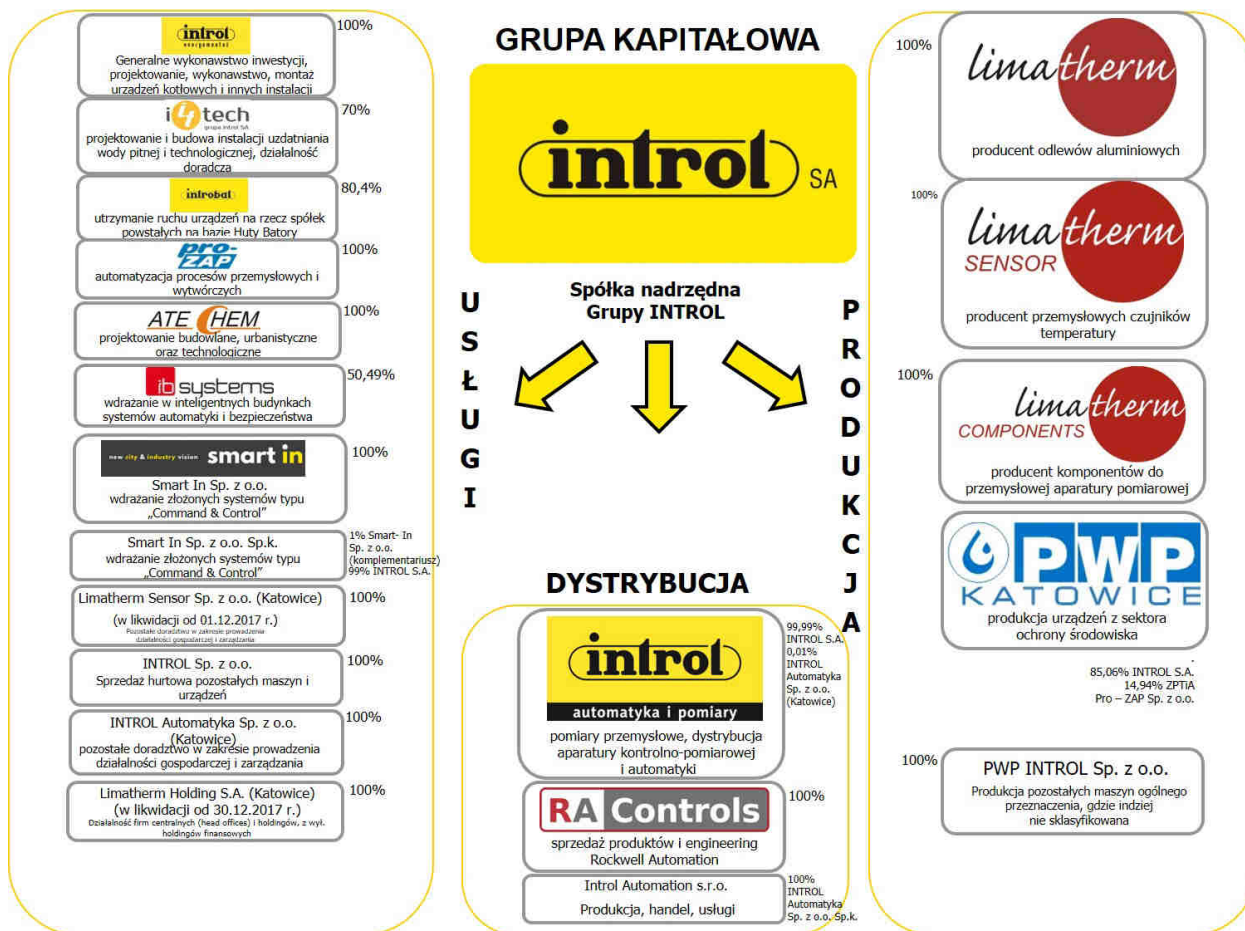 introl
energomontaż
100%
Generalne wykonawstwo inwestycji,
projektowanie, wykonawstwo, montaż
urządzeń kotłowych i innych instalacji
i4tech
grupa Introl SA
70%
projektowanie i budowa instalacji uzdatniania
wody pitnej i technologicznej, działalność
doradcza
introbat
80,4%
utrzymanie ruchu urządzeń na rzecz spółek
powstałych na bazie Huty Batory
pro-
ZAP
100%
automatyzacja procesów przemysłowych i
wytwórczych
ATE CHEM
100%
projektowanie budowlane, urbanistyczne
oraz technologiczne
ib systems
50,49%
wdrażanie w inteligentnych budynkach
systemów automatyki i bezpieczeństwa
new city & industry vision smart in
100%
Smart In Sp. z o.o.
wdrażanie złożonych systemów typu
„Command & Control”
Smart In Sp. z o.o. Sp.k.
wdrażanie złożonych systemów typu
„Command & Control”
1% Smart- In
Sp. z o.o.
(komplementariusz)
99% INTROL S.A.
Limatherm Sensor Sp. z o.o. (Katowice)
100%
(w likwidacji od 01.12.2017 r.)
Pozostałe doradztwo w zakresie prowadzenia
działalności gospodarczej i zarządzania
INTROL Sp. z o.o.
100%
Sprzedaż hurtowa pozostałych maszyn i
urządzeń
INTROL Automatyka Sp. z o.o.
(Katowice)
100%
pozostałe doradztwo w zakresie prowadzenia
działalności gospodarczej i zarządzania
Limatherm Holding S.A. (Katowice)
100%
(w likwidacji od 30.12.2017 r.)
Działalność firm centralnych (head offices) i holdingów, z wył.
holdingów finansowych
GRUPA KAPITAŁOWA
introl SA
Spółka nadrzędna
Grupy INTROL
USŁUGI
PRODUKCJA
DYSTRYBUCJA
introl
automatyka i pomiary
99,99%
INTROL S.A.
0,01%
INTROL
Automatyka
Sp. z o.o.
(Katowice)
pomiary przemysłowe, dystrybucja
aparatury kontrolno-pomiarowej
i automatyki
RA Controls
100%
sprzedaż produktów i engineering
Rockwell Automation
Introl Automation s.r.o.
Produkcja, handel, usługi
100%
INTROL
Automatyka
Sp. z o.o. Sp.k.
100%
limatherm
producent odlewów aluminiowych
100%
limatherm
SENSOR
producent przemysłowych czujników
temperatury
100%
limatherm
COMPONENTS
producent komponentów do
przemysłowej aparatury pomiarowej
PWP
KATOWICE
produkcja urządzeń z sektora
ochrony środowiska
.
85,06% INTROL S.A.
14,94% ZPTiA
Pro – ZAP Sp. z o.o.
100%
PWP INTROL Sp. z o.o.
Produkcja pozostałych maszyn ogólnego
przeznaczenia, gdzie indziej
nie sklasyfikowana